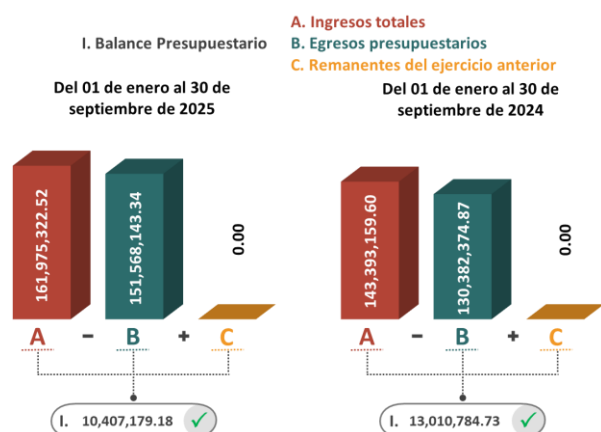 A. Ingresos totales
I. Balance Presupuestario
B. Egresos presupuestarios
C. Remanentes del ejercicio anterior
Del 01 de enero al 30 de
septiembre de 2025
161,975,322.52
151,568,143.34
0.00
A - B + C
I. 10,407,179.18
Del 01 de enero al 30 de
septiembre de 2024
143,393,159.60
130,382,374.87
0.00
A - B + C
I. 13,010,784.73